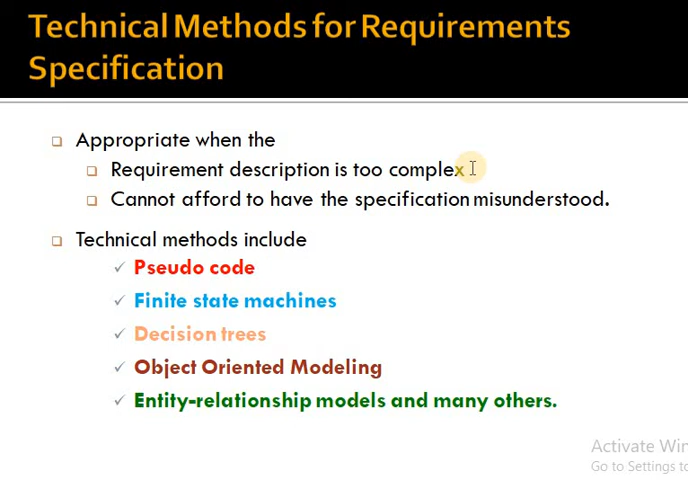 Technical Methods for Requirements
Specification
Appropriate when the
Requirement description is too complex
Cannot afford to have the specification misunderstood.
Technical methods include
Pseudo code
Finite state machines
Decision trees
Object Oriented Modeling
Entity-relationship models and many others.
Activate Win
Go to Settings to